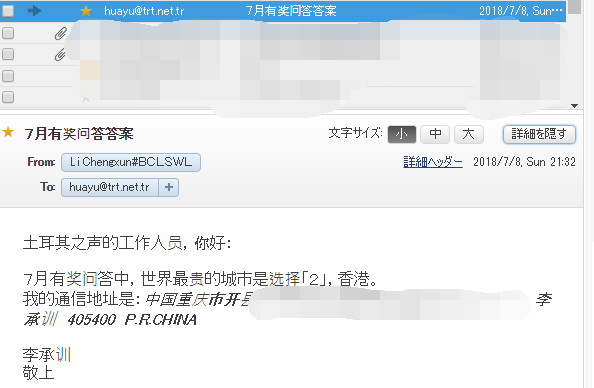 huayu@trt.net.tr 7月有奖问答答案 2018/7/8, Sun...
7月有奖问答答案
文字サイズ: 小 中 大 詳細を隠す
From: Li Chengxun#BCLSWL 詳細ヘッダー 2018/7/8, Sun 21:32
To: huayu@trt.net.tr +
土耳其之声的工作人员, 你好:
7月有奖问答中, 世界最贵的城市是选择「2」, 香港。
我的通信地址是: 中国重庆市开县 李
承训 405400 P.R.CHINA
李承训
敬上